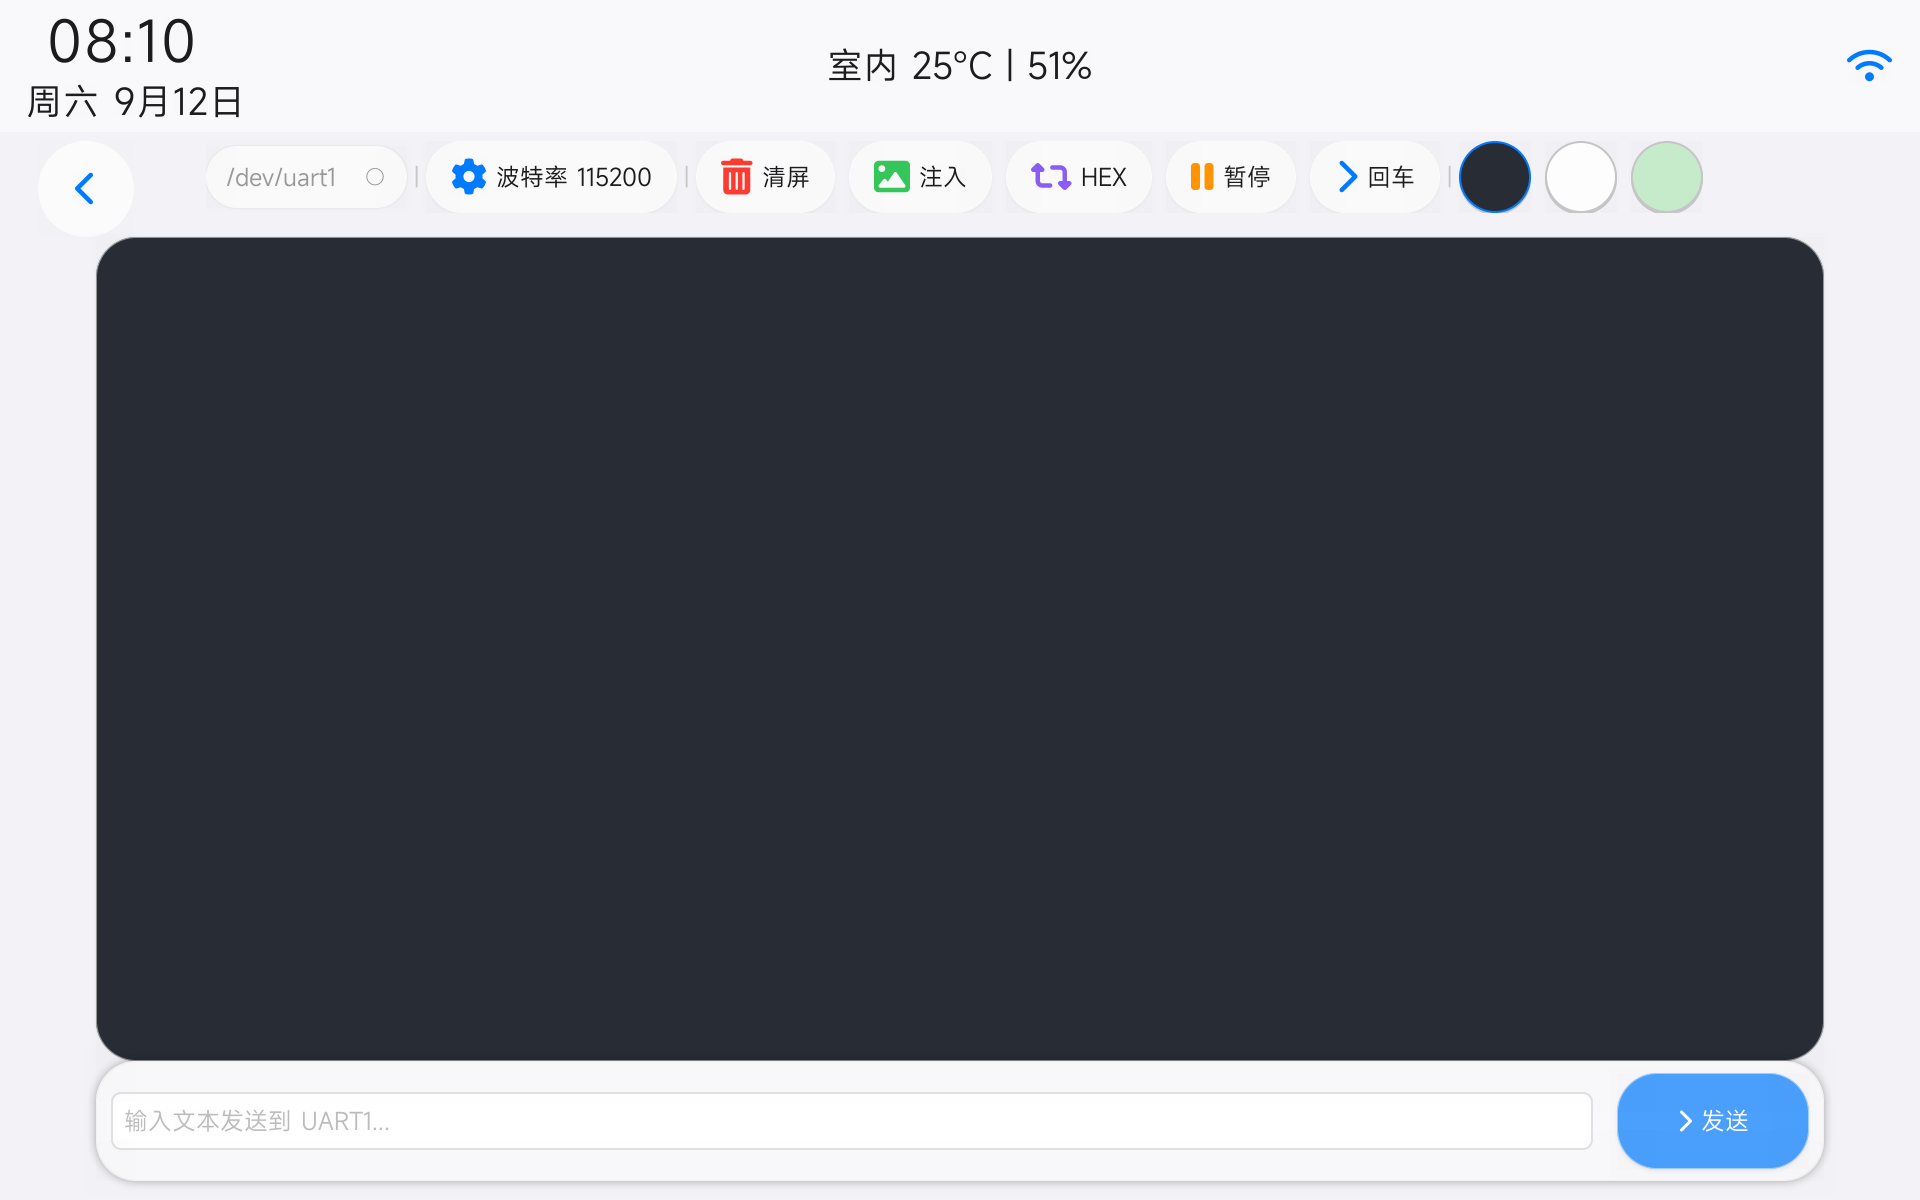 08:10
周六 9月12日
室内 25°C | 51%
/dev/uart1
波特率 115200
清屏
注入
HEX
暂停
回车
输入文本发送到 UART1...
发送